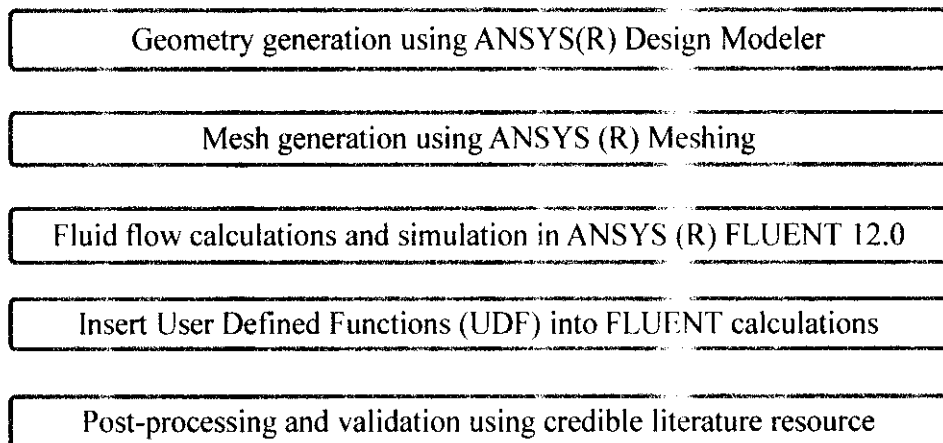 Geometry generation using ANSYS(R) Design Modeler
Mesh generation using ANSYS (R) Meshing
Fluid flow calculations and simulation in ANSYS (R) FLUENT 12.0
Insert User Defined Functions (UDF) into FLUENT calculations
Post-processing and validation using credible literature resource